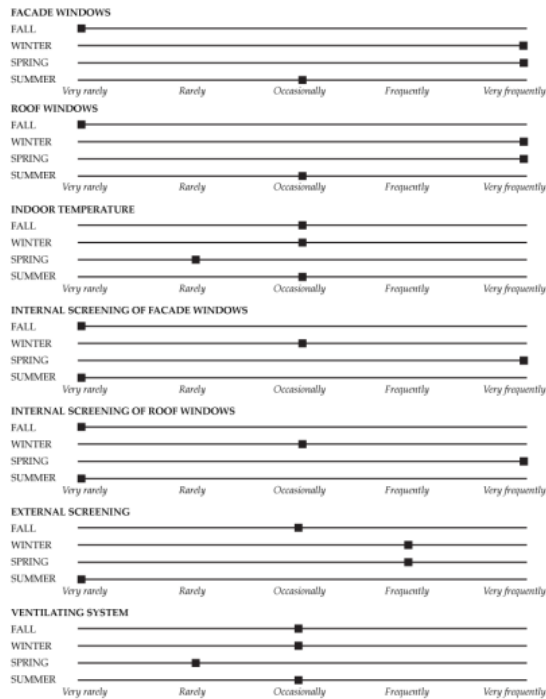 FACADE WINDOWS
FALL
WINTER
SPRING
SUMMER
Very rarely Rarely Occasionally Frequently Very frequently
ROOF WINDOWS
FALL
WINTER
SPRING
SUMMER
Very rarely Rarely Occasionally Frequently Very frequently
INDOOR TEMPERATURE
FALL
WINTER
SPRING
SUMMER
Very rarely Rarely Occasionally Frequently Very frequently
INTERNAL SCREENING OF FACADE WINDOWS
FALL
WINTER
SPRING
SUMMER
Very rarely Rarely Occasionally Frequently Very frequently
INTERNAL SCREENING OF ROOF WINDOWS
FALL
WINTER
SPRING
SUMMER
Very rarely Rarely Occasionally Frequently Very frequently
EXTERNAL SCREENING
FALL
WINTER
SPRING
SUMMER
Very rarely Rarely Occasionally Frequently Very frequently
VENTILATING SYSTEM
FALL
WINTER
SPRING
SUMMER
Very rarely Rarely Occasionally Frequently Very frequently